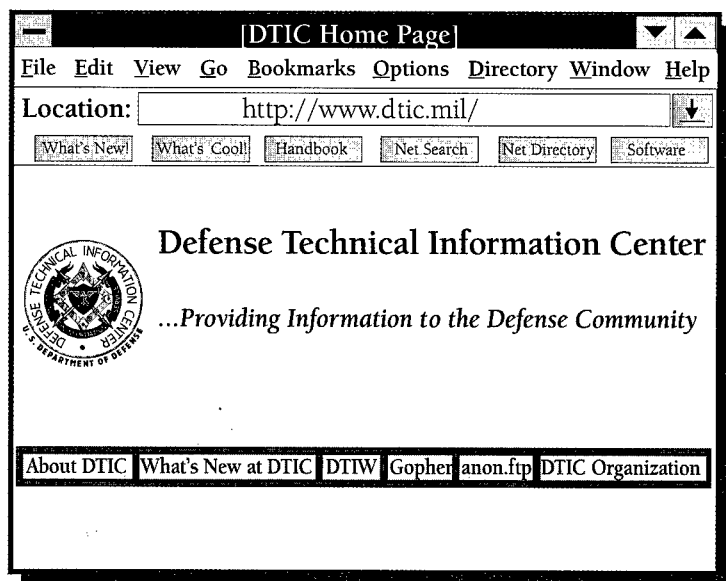 [DTIC Home Page]
File Edit View Go Bookmarks Options Directory Window Help
Location: http://www.dtic.mil/
What's New! What's Cool! Handbook Net Search Net Directory Software
Defense Technical Information Center
...Providing Information to the Defense Community
DEFENSE TECHNICAL INFORMATION CENTER
U.S. DEPARTMENT OF DEFENSE
About DTIC What's New at DTIC DTIW Gopher anon.ftp DTIC Organization